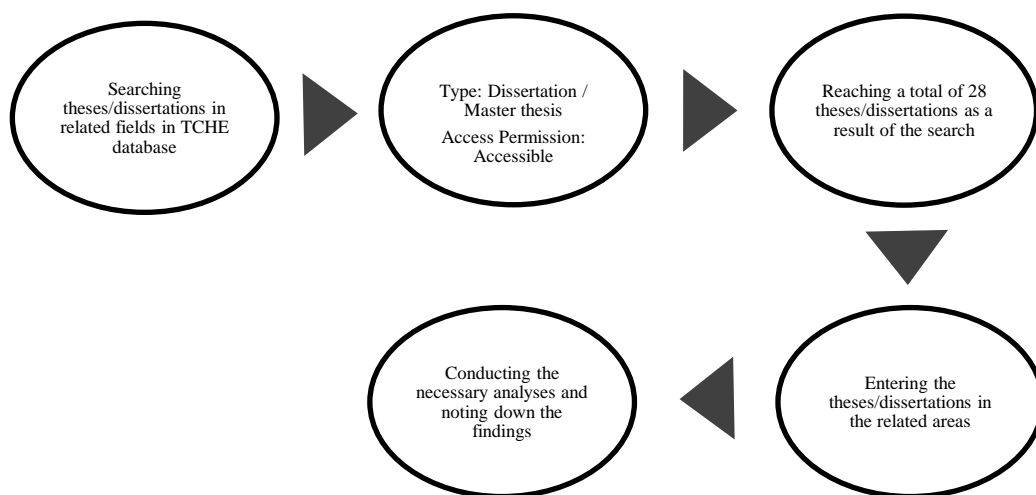 Searching
theses/dissertations in
related fields in TCHE
database
Type: Dissertation /
Master thesis
Access Permission:
Accessible
Reaching a total of 28
theses/dissertations as a
result of the search
Entering the
theses/dissertations in
the related areas
Conducting the
necessary analyses and
noting down the
findings